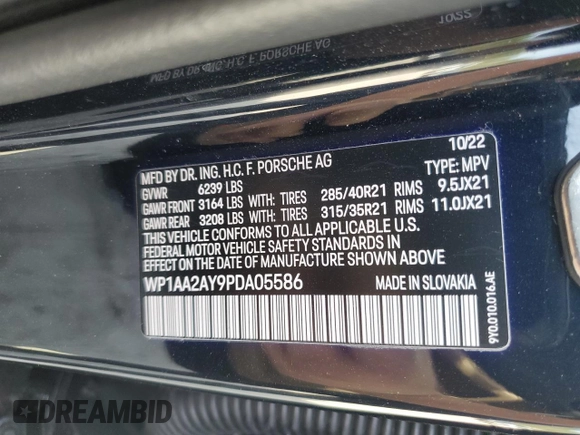 10/22
MFD BY DR. ING. H.C. F. PORSCHE AG
GVWR 6239 LBS TYPE: MPV
GAWR FRONT 3164 LBS WITH: TIRES 285/40R21 RIMS 9.5JX21
GAWR REAR 3208 LBS WITH: TIRES 315/35R21 RIMS 11.0JX21
THIS VEHICLE CONFORMS TO ALL APPLICABLE U.S.
FEDERAL MOTOR VEHICLE SAFETY STANDARDS IN
EFFECT ON THE DATE OF MANUFACTURE SHOWN ABOVE
WP1AA2AY9PDA05586 MADE IN SLOVAKIA
9Y0.010.016.AE
DREAMBID